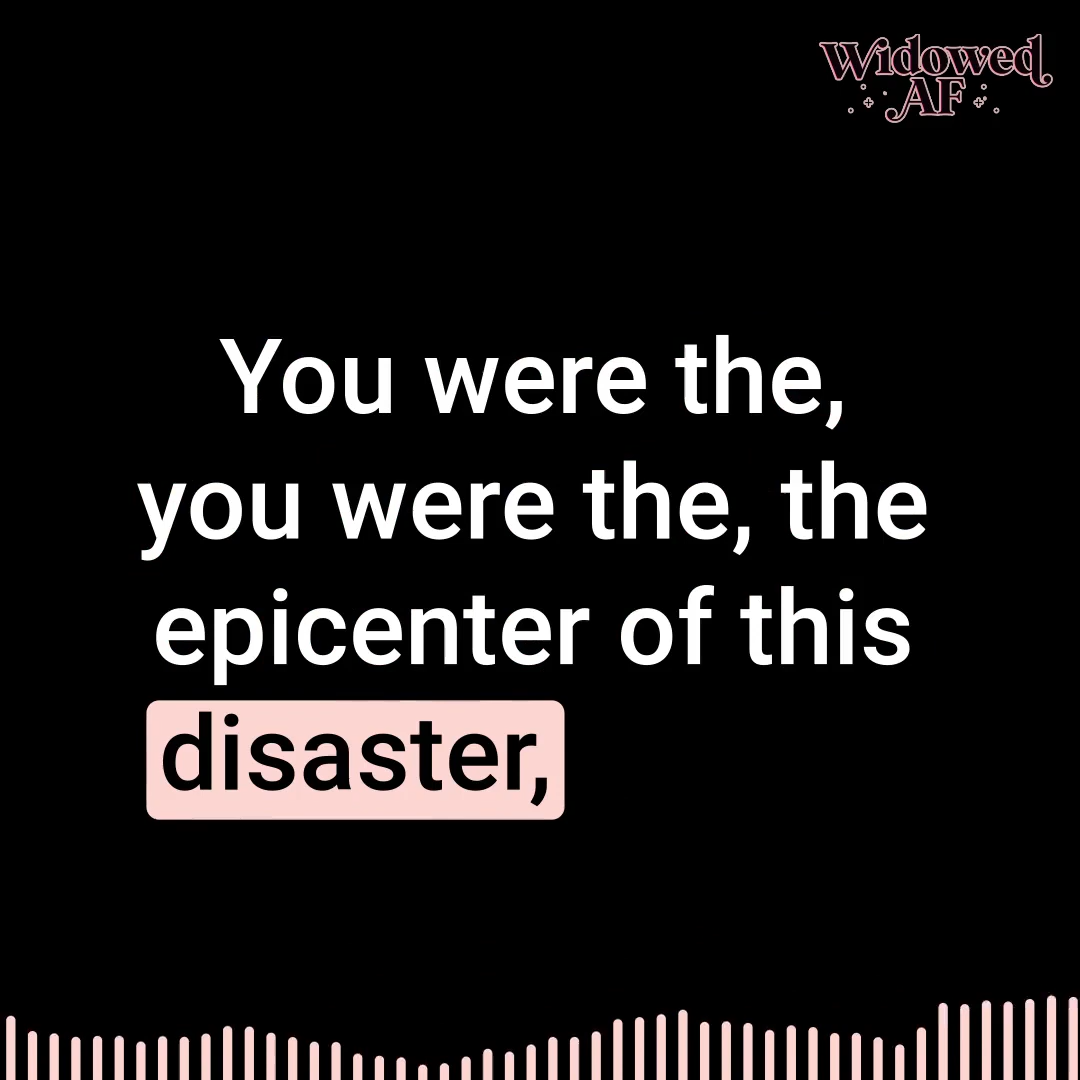 Widowed
AF
You were the,
you were the, the
epicenter of this
disaster,